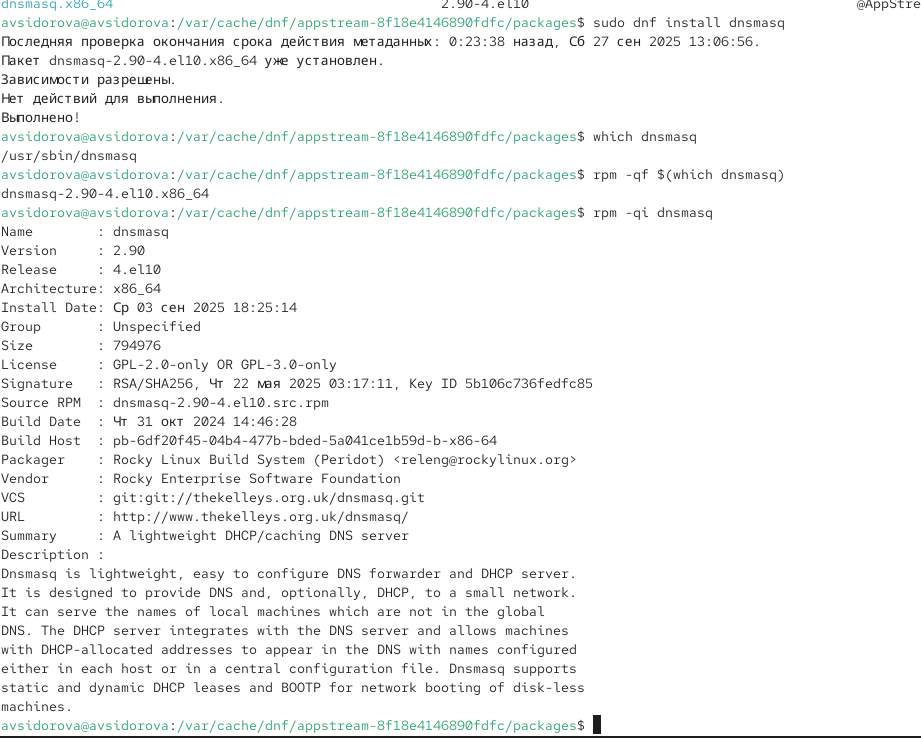 dnsmasq.x86_64 2.90-4.el10 @AppStre
avsidorova@avsidorova:/var/cache/dnf/appstream-8f18e4146890fdfc/packages$ sudo dnf install dnsmasq
Последняя проверка окончания срока действия метаданных: 0:23:38 назад, Сб 27 сен 2025 13:06:56.
Пакет dnsmasq-2.90-4.el10.x86_64 уже установлен.
Зависимости разрешены.
Нет действий для выполнения.
Выполнено!
avsidorova@avsidorova:/var/cache/dnf/appstream-8f18e4146890fdfc/packages$ which dnsmasq
/usr/sbin/dnsmasq
avsidorova@avsidorova:/var/cache/dnf/appstream-8f18e4146890fdfc/packages$ rpm -qf $(which dnsmasq)
dnsmasq-2.90-4.el10.x86_64
avsidorova@avsidorova:/var/cache/dnf/appstream-8f18e4146890fdfc/packages$ rpm -qi dnsmasq
Name        : dnsmasq
Version     : 2.90
Release     : 4.el10
Architecture: x86_64
Install Date: Ср 03 сен 2025 18:25:14
Group       : Unspecified
Size        : 794976
License     : GPL-2.0-only OR GPL-3.0-only
Signature   : RSA/SHA256, Чт 22 мая 2025 03:17:11, Key ID 5b106c736fedfc85
Source RPM  : dnsmasq-2.90-4.el10.src.rpm
Build Date  : Чт 31 окт 2024 14:46:28
Build Host  : pb-6df20f45-04b4-477b-bded-5a041ce1b59d-b-x86-64
Packager    : Rocky Linux Build System (Peridot) <releng@rockylinux.org>
Vendor      : Rocky Enterprise Software Foundation
VCS         : git:git://thekelleys.org.uk/dnsmasq.git
URL         : http://www.thekelleys.org.uk/dnsmasq/
Summary     : A lightweight DHCP/caching DNS server
Description :
Dnsmasq is lightweight, easy to configure DNS forwarder and DHCP server.
It is designed to provide DNS and, optionally, DHCP, to a small network.
It can serve the names of local machines which are not in the global
DNS. The DHCP server integrates with the DNS server and allows machines
with DHCP-allocated addresses to appear in the DNS with names configured
either in each host or in a central configuration file. Dnsmasq supports
static and dynamic DHCP leases and BOOTP for network booting of disk-less
machines.
avsidorova@avsidorova:/var/cache/dnf/appstream-8f18e4146890fdfc/packages$